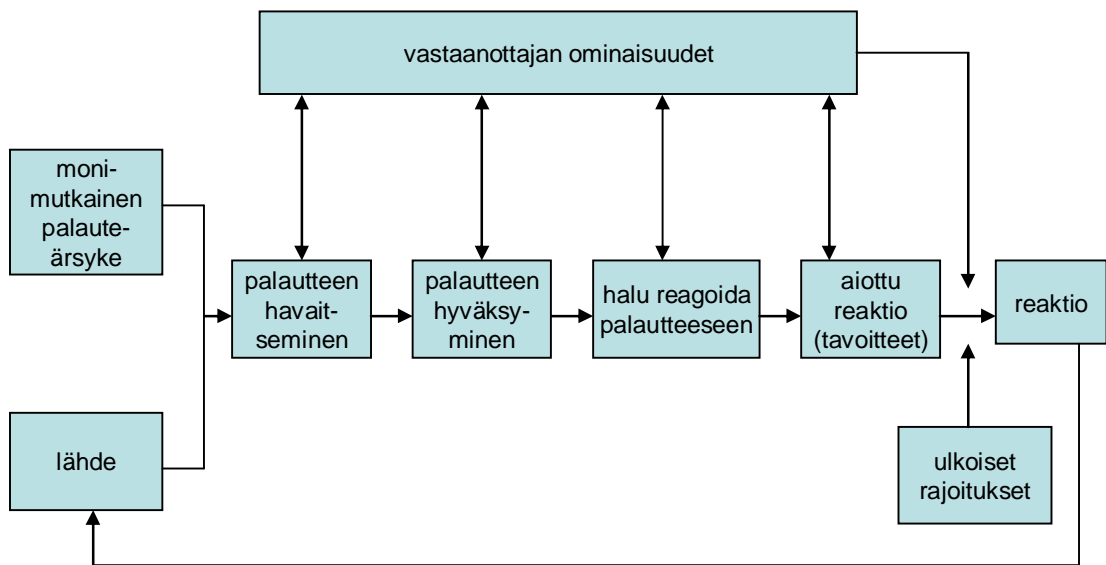 vastaanottajan ominaisuudet
moni-
mutkainen
palaute-
ärsyke
palautteen
havait-
seminen
palautteen
hyväksy-
minen
halu reagoida
palautteeseen
aiottu
reaktio
(tavoitteet)
reaktio
lähde
ulkoiset
rajoitukset